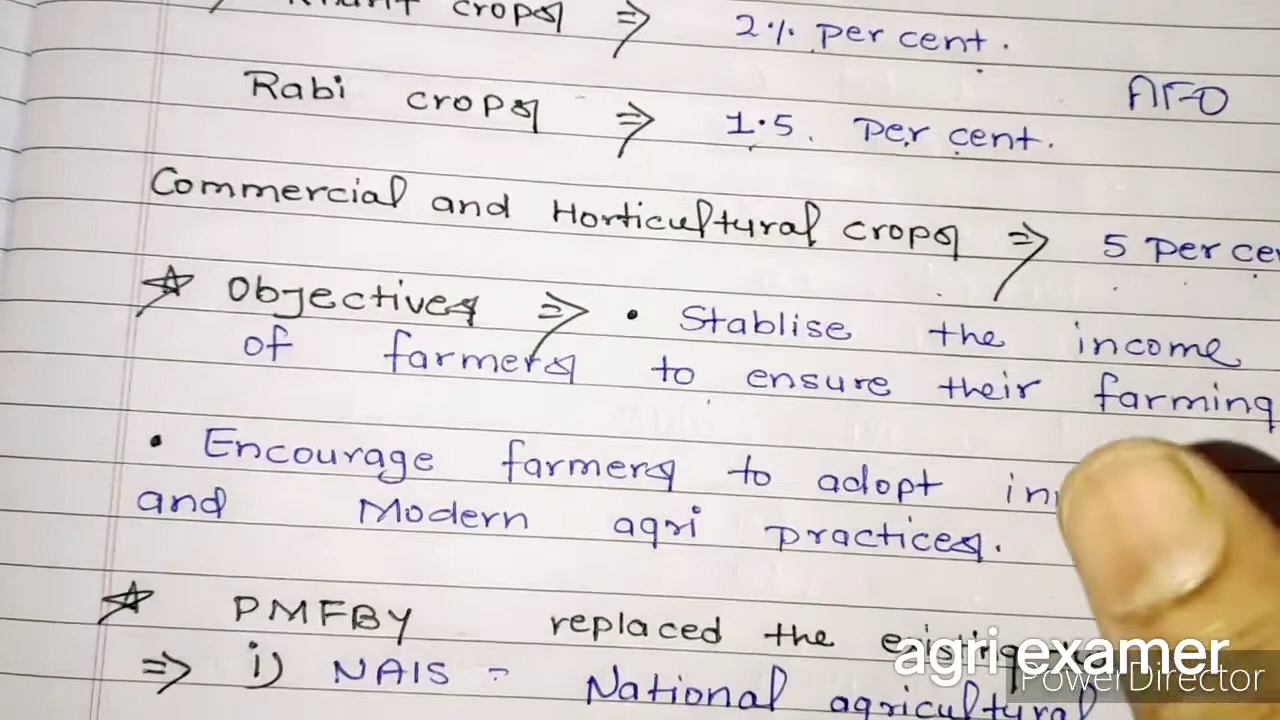 crops ⇒ 2% per cent.
AFO
Rabi crops ⇒ 1.5. Per cent.
Commercial and Horticultural crops ⇒ 5 Per
☆ Objectives ⇒ • Stablise the income
of farmers to ensure their farming
• Encourage farmers to adopt
and Modern agri practices.
☆ PMFBY replaced the existing
⇒ i) NAIS - National agricultural
agri examer
PowerDirector